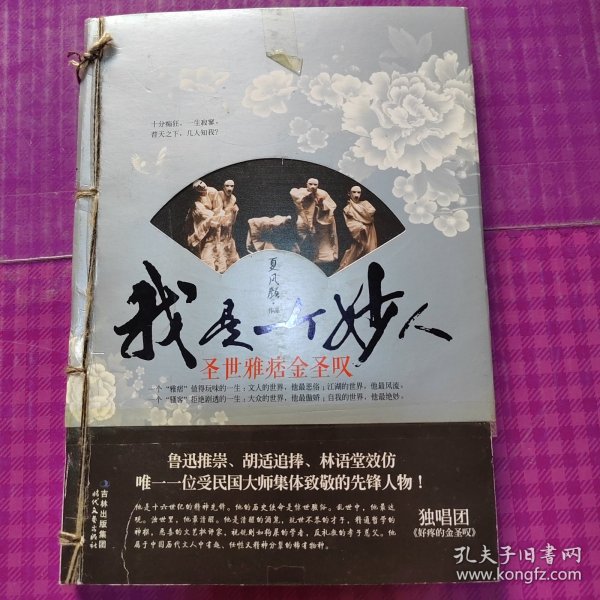 十分痴狂,一生寂寥。
普天之下,几人知我?
夏风颜·作品
我是一个妙人
圣世雅痞金圣叹
一个“雅痞”值得玩味的一生:文人的世界,他最恶俗;江湖的世界,他最风流。
一个“骚客”拒绝剧透的一生:大众的世界,他最傲娇;自我的世界,他最绝妙。
鲁迅推崇、胡适追捧、林语堂效仿
唯一一位受民国大师集体致敬的先锋人物!
独唱团
《好疼的金圣叹》
吉林出版集团
时代文艺出版社
孔夫子旧书网
www.kongfz.com